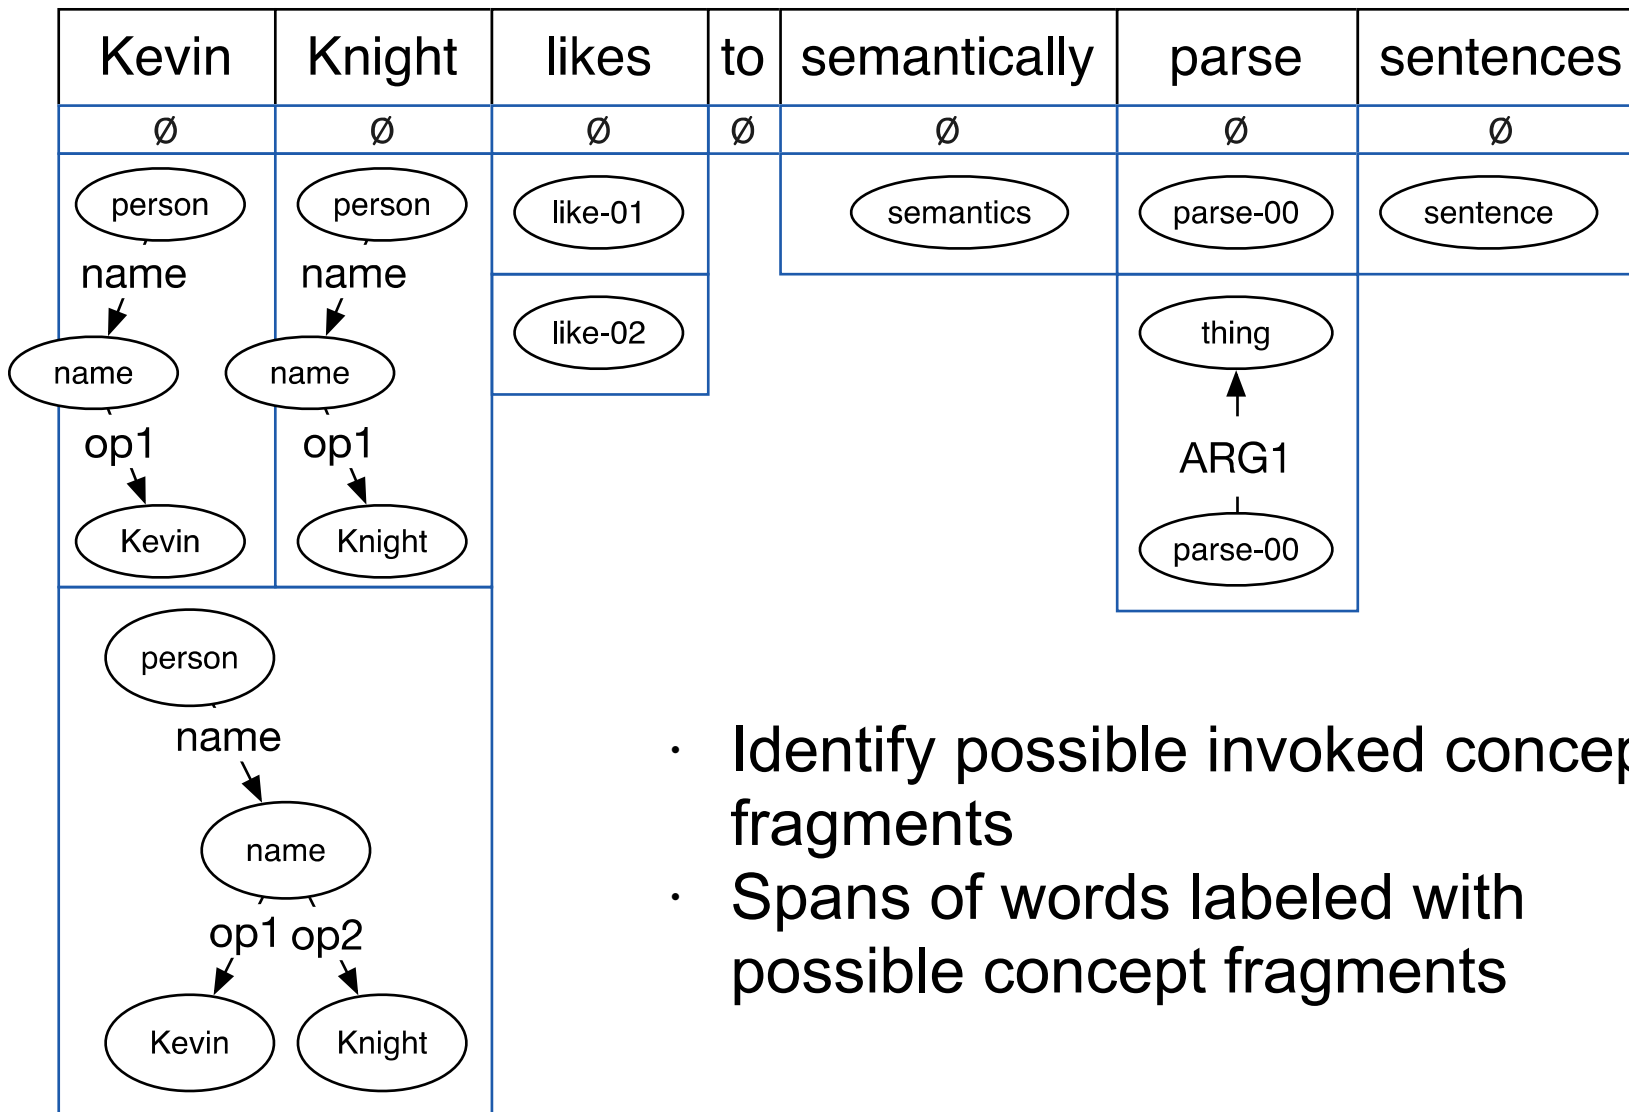 Kevin Knight likes to semantically parse sentences
Ø Ø Ø Ø Ø Ø Ø
person person like-01 semantics parse-00 sentence
name name
like-02 thing
name name
op1 op1 ARG1
Kevin Knight parse-00
person
name
name
op1 op2
Kevin Knight
· Identify possible invoked concep
fragments
· Spans of words labeled with
possible concept fragments